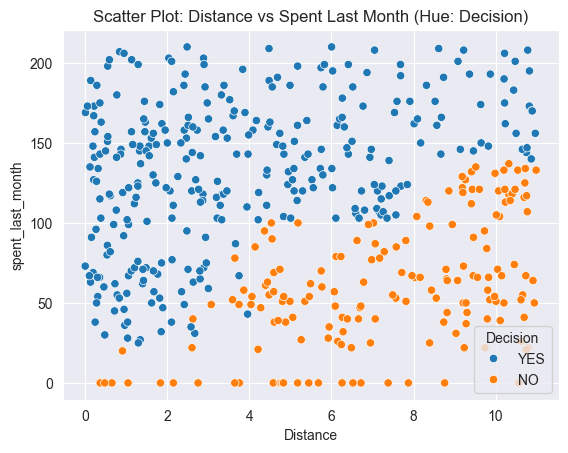 Scatter Plot: Distance vs Spent Last Month (Hue: Decision)
200
150
100
50
0
spent_last_month
0 2 4 6 8 10
Distance
Decision
YES
NO